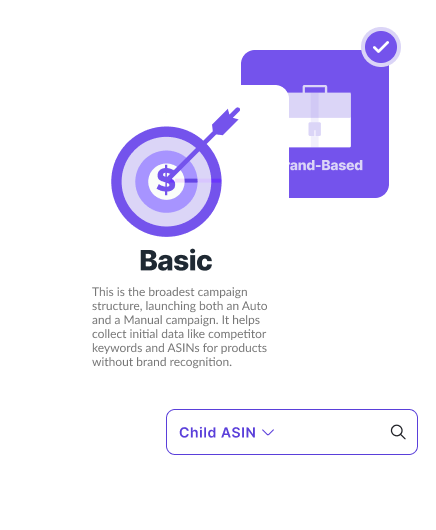 rand-Based
$
Basic
This is the broadest campaign
structure, launching both an Auto
and a Manual campaign. It helps
collect initial data like competitor
keywords and ASINs for products
without brand recognition.
Child ASIN